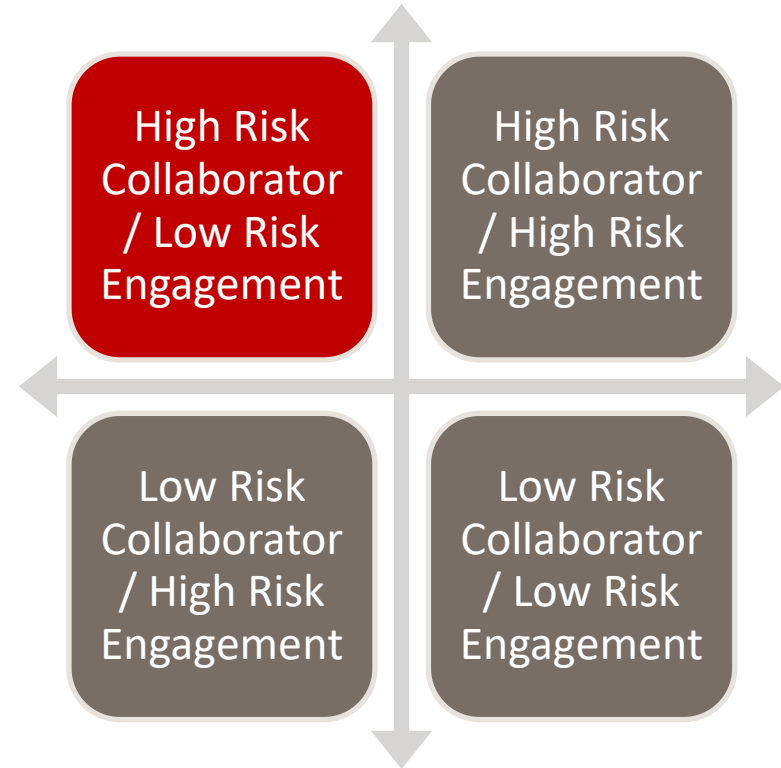 High Risk
Collaborator
/ Low Risk
Engagement
High Risk
Collaborator
/ High Risk
Engagement
Low Risk
Collaborator
/ High Risk
Engagement
Low Risk
Collaborator
/ Low Risk
Engagement